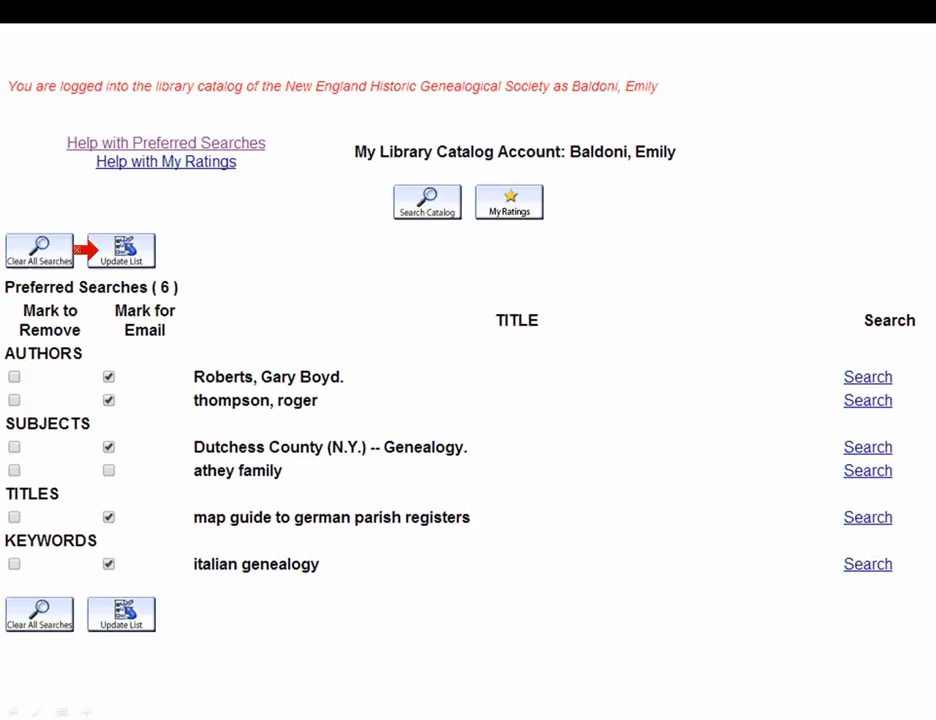 You are logged into the library catalog of the New England Historic Genealogical Society as Baldoni, Emily
Help with Preferred Searches
Help with My Ratings
My Library Catalog Account: Baldoni, Emily
Search Catalog
My Ratings
Clear All Searches
Update List
Preferred Searches ( 6 )
Mark to Remove
Mark for Email
TITLE
Search
AUTHORS
Roberts, Gary Boyd. Search
thompson, roger Search
SUBJECTS
Dutchess County (N.Y.) -- Genealogy. Search
athey family Search
TITLES
map guide to german parish registers Search
KEYWORDS
italian genealogy Search
Clear All Searches
Update List